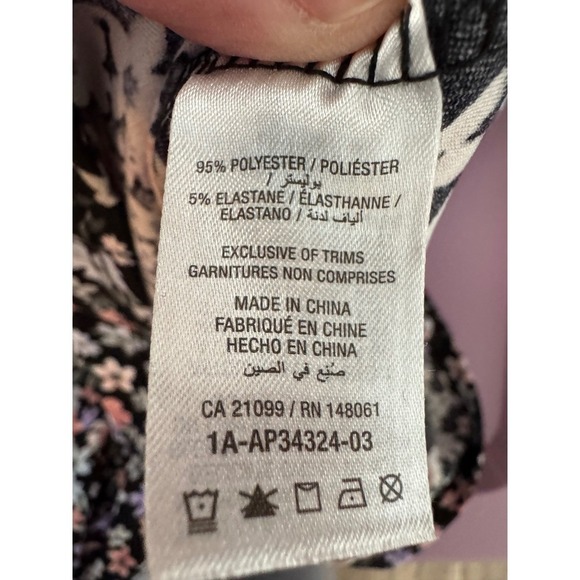 95% POLYESTER / POLIÉSTER
/ بوليستر
5% ELASTANE / ÉLASTHANNE /
ELASTANO / ألياف لدنة
EXCLUSIVE OF TRIMS
GARNITURES NON COMPRISES
MADE IN CHINA
FABRIQUÉ EN CHINE
HECHO EN CHINA
صُنِع في الصين
CA 21099 / RN 148061
1A-AP34324-03